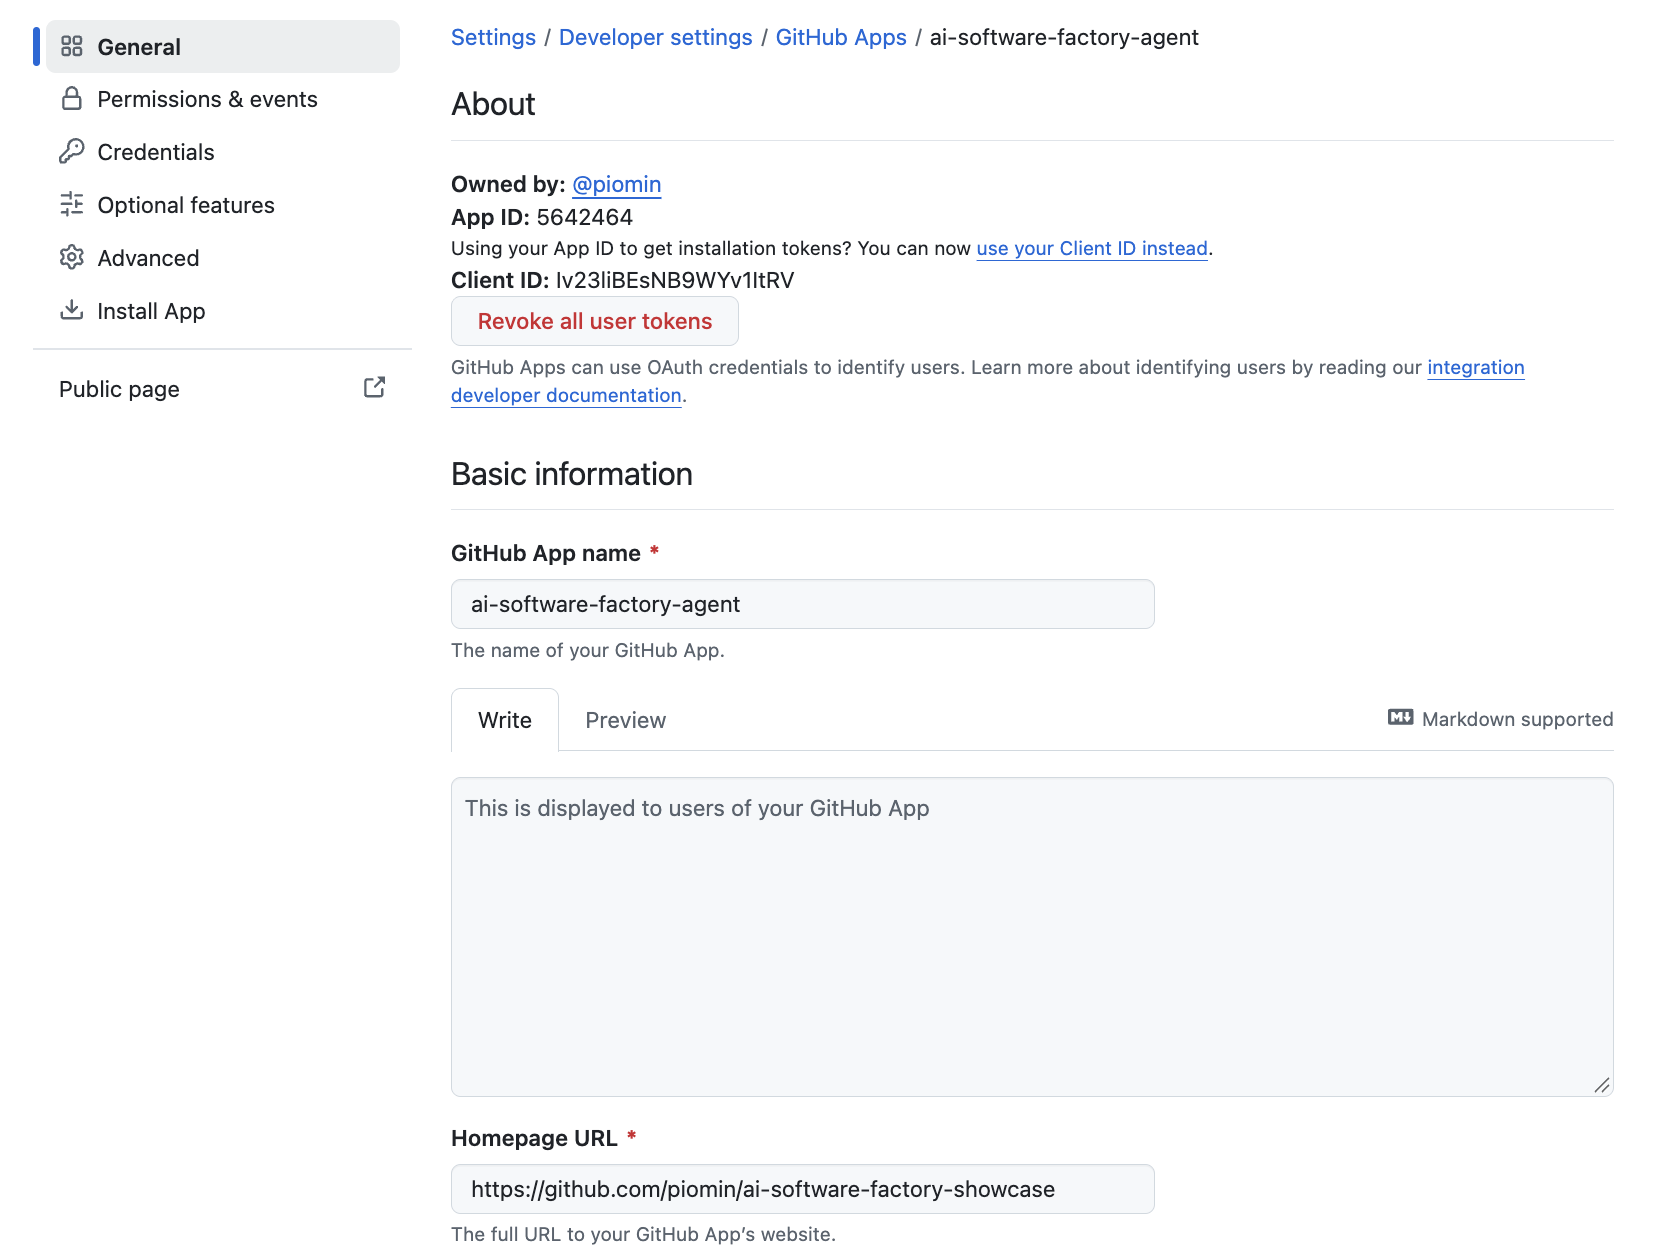 General
Permissions & events
Credentials
Optional features
Advanced
Install App
Public page
Settings / Developer settings / GitHub Apps / ai-software-factory-agent
About
Owned by: @piomin
App ID: 5642464
Using your App ID to get installation tokens? You can now use your Client ID instead.
Client ID: Iv23liBEsNB9WYv1ItRV
Revoke all user tokens
GitHub Apps can use OAuth credentials to identify users. Learn more about identifying users by reading our integration
developer documentation.
Basic information
GitHub App name *
ai-software-factory-agent
The name of your GitHub App.
Write
Preview
Markdown supported
This is displayed to users of your GitHub App
Homepage URL *
https://github.com/piomin/ai-software-factory-showcase
The full URL to your GitHub App’s website.